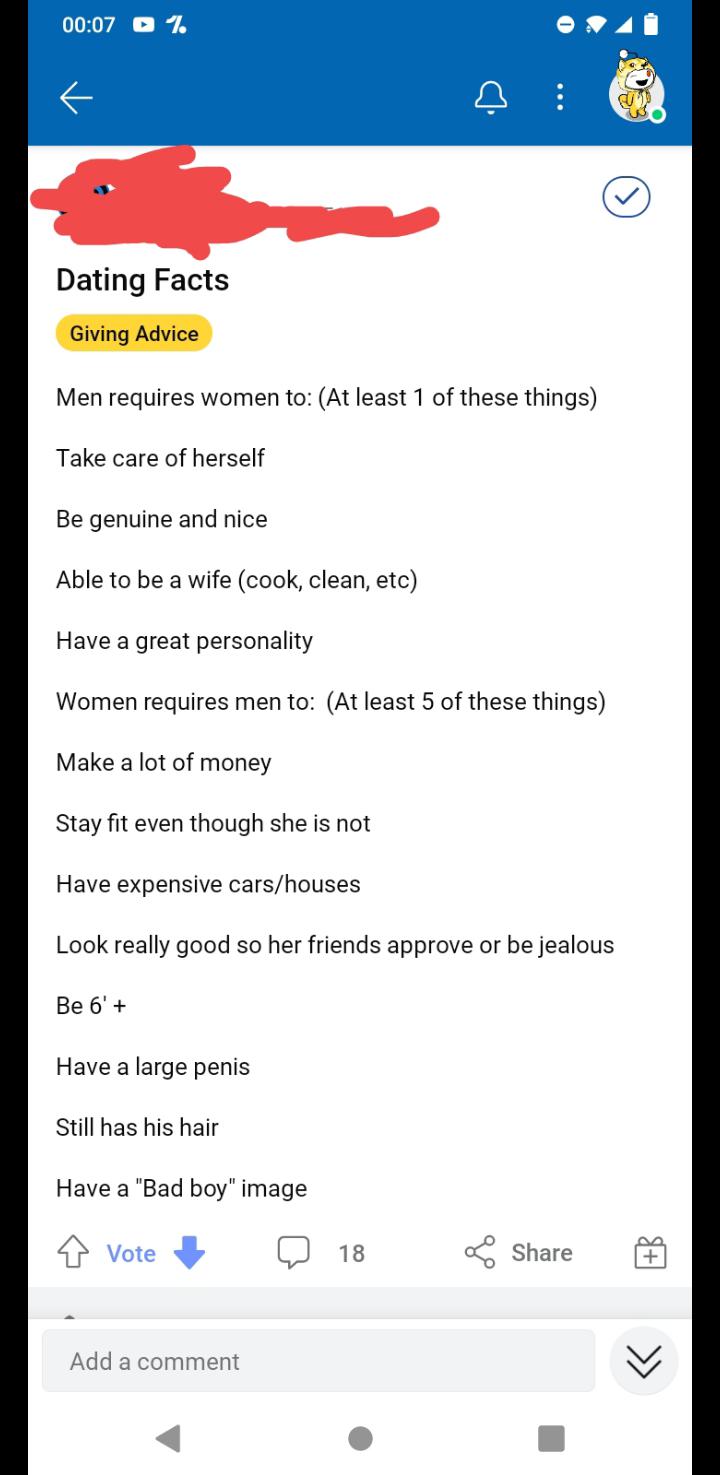 00:07
Dating Facts
Giving Advice
Men requires women to: (At least 1 of these things)
Take care of herself
Be genuine and nice
Able to be a wife (cook, clean, etc)
Have a great personality
Women requires men to:  (At least 5 of these things)
Make a lot of money
Stay fit even though she is not
Have expensive cars/houses
Look really good so her friends approve or be jealous
Be 6' +
Have a large penis
Still has his hair
Have a "Bad boy" image
Vote 18 Share
Add a comment